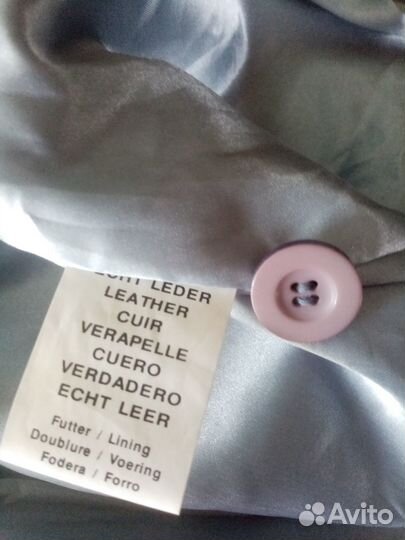 ECHT LEDER
LEATHER
CUIR
VERAPELLE
CUERO
VERDADERO
ECHT LEER
Futter / Lining
Doublure / Voering
Fodera / Forro
Avito